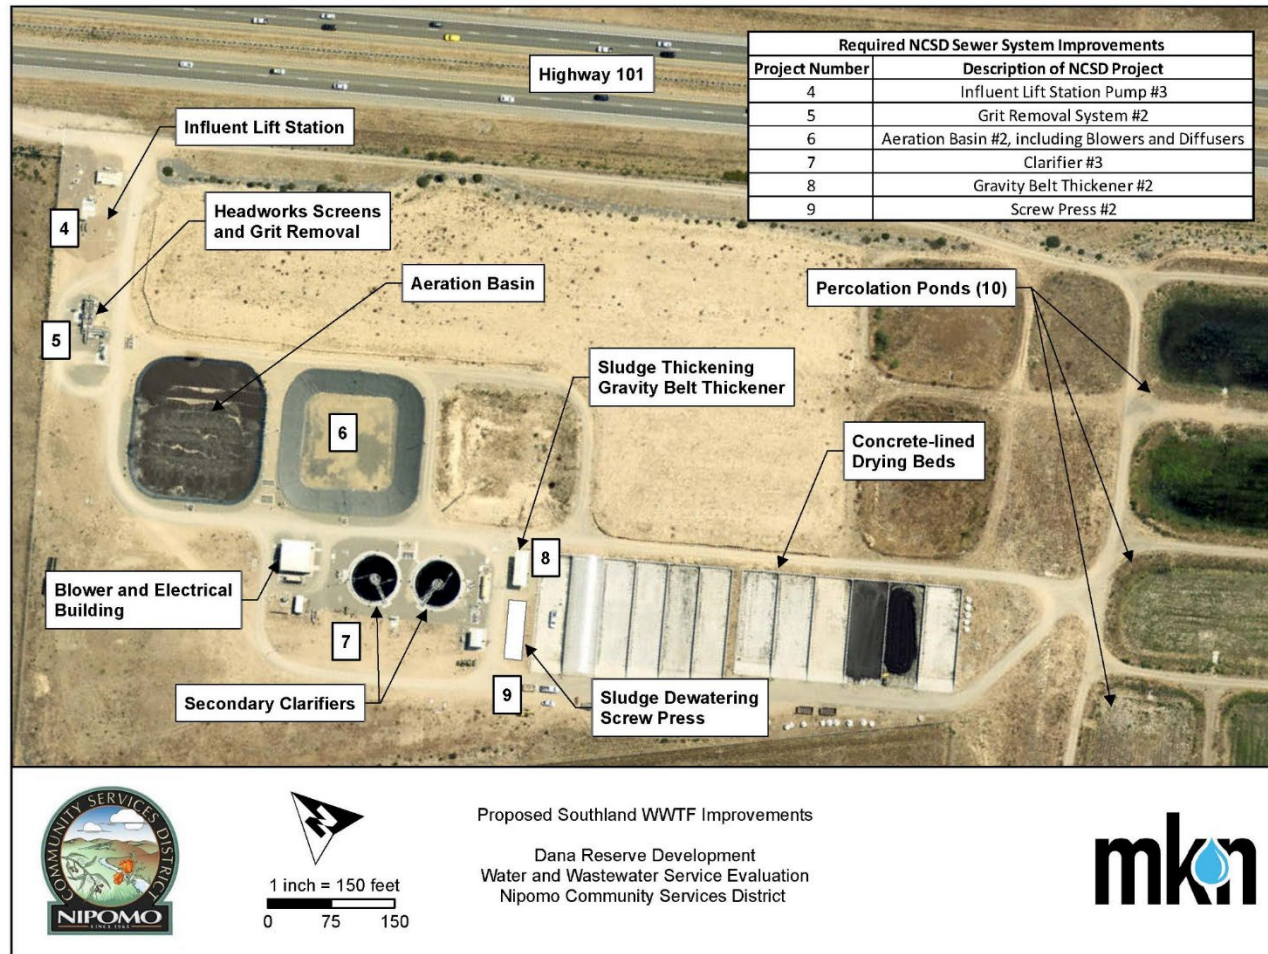 Highway 101
Required NCSD Sewer System Improvements
Project Number Description of NCSD Project
4 Influent Lift Station Pump #3
5 Grit Removal System #2
6 Aeration Basin #2, including Blowers and Diffusers
7 Clarifier #3
8 Gravity Belt Thickener #2
9 Screw Press #2
Influent Lift Station
4
Headworks Screens
and Grit Removal
Aeration Basin
Percolation Ponds (10)
5
Sludge Thickening
Gravity Belt Thickener
6
Concrete-lined
Drying Beds
8
Blower and Electrical
Building
7
9
Secondary Clarifiers
Sludge Dewatering
Screw Press
COMMUNITY SERVICES DISTRICT
NIPOMO
SINCE 1965
N
1 inch = 150 feet
0 75 150
Proposed Southland WWTF Improvements
Dana Reserve Development
Water and Wastewater Service Evaluation
Nipomo Community Services District
mkn